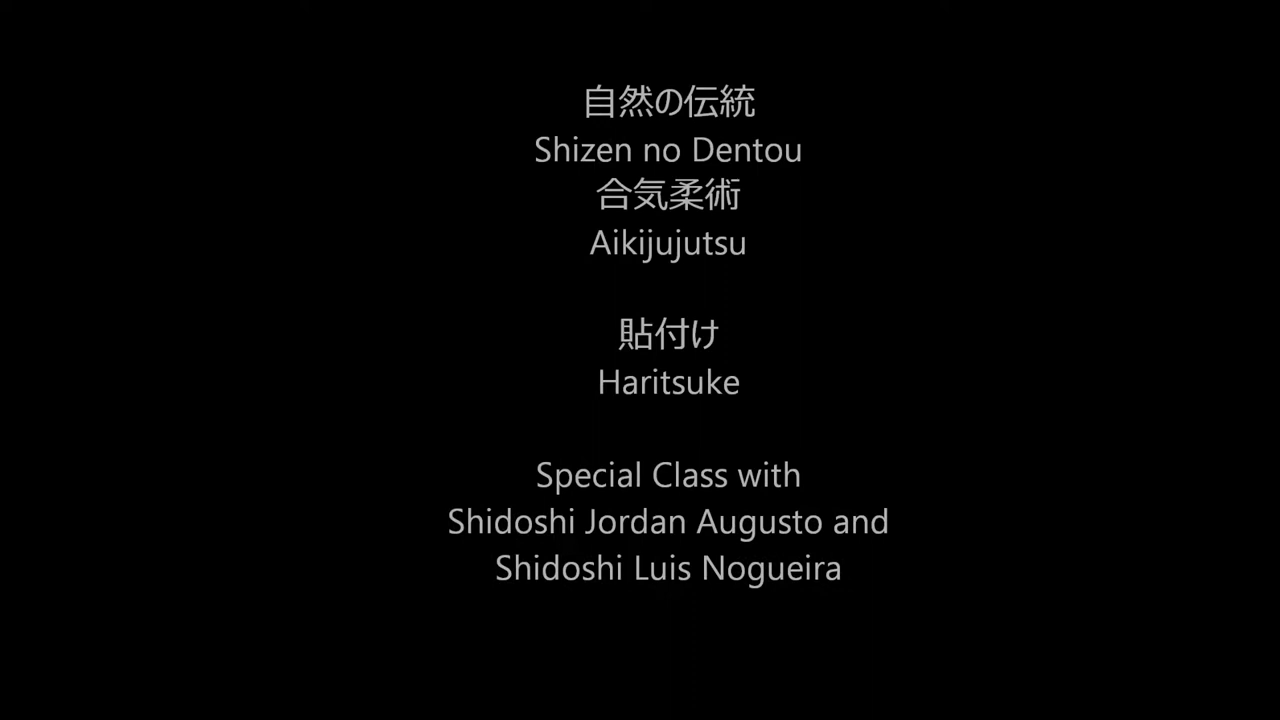 自然の伝統
Shizen no Dentou
合気柔術
Aikijujutsu
貼付け
Haritsuke
Special Class with
Shidoshi Jordan Augusto and
Shidoshi Luis Nogueira